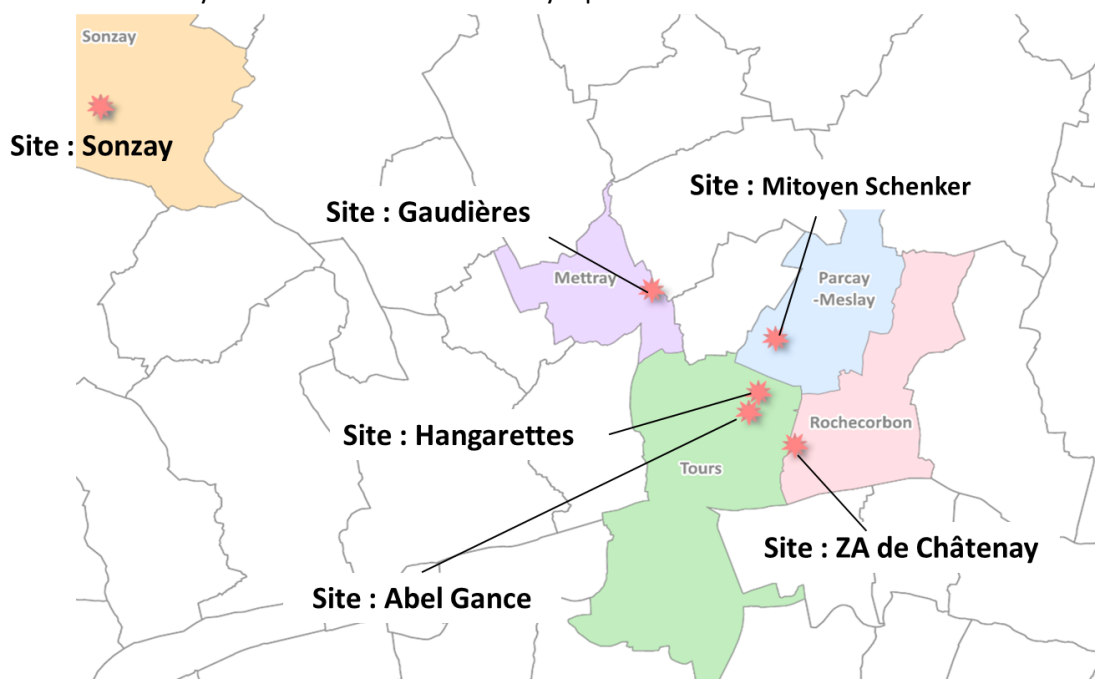 Sonzay
Site : Sonzay
Site : Mitoyen Schenker
Site : Gaudières
Mettray
Parcay
-Meslay
Rochecorbon
Site : Hangarettes
Tours
Site : ZA de Châtenay
Site : Abel Gance